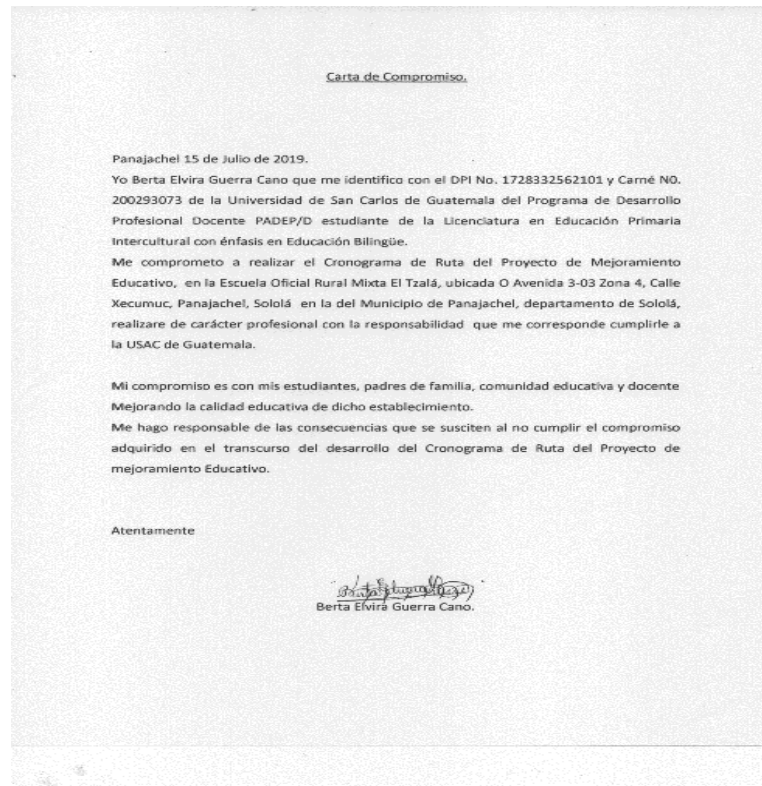 Carta de Compromiso.
Panajachel 15 de Julio de 2019.
Yo Berta Elvira Guerra Cano que me identifico con el DPI No. 1728332562101 y Carné N0.
200293073 de la Universidad de San Carlos de Guatemala del Programa de Desarrollo
Profesional Docente PADEP/D estudiante de la Licenciatura en Educación Primaria
Intercultural con énfasis en Educación Bilingüe.
Me comprometo a realizar el Cronograma de Ruta del Proyecto de Mejoramiento
Educativo, en la Escuela Oficial Rural Mixta El Tzalá, ubicada O Avenida 3-03 Zona 4, Calle
Xecumuc, Panajachel, Sololá en la del Municipio de Panajachel, departamento de Sololá,
realizare de carácter profesional con la responsabilidad que me corresponde cumplirle a
la USAC de Guatemala.
Mi compromiso es con mis estudiantes, padres de familia, comunidad educativa y docente
Mejorando la calidad educativa de dicho establecimiento.
Me hago responsable de las consecuencias que se susciten al no cumplir el compromiso
adquirido en el transcurso del desarrollo del Cronograma de Ruta del Proyecto de
mejoramiento Educativo.
Atentamente
Berta Elvira Guerra Cano.